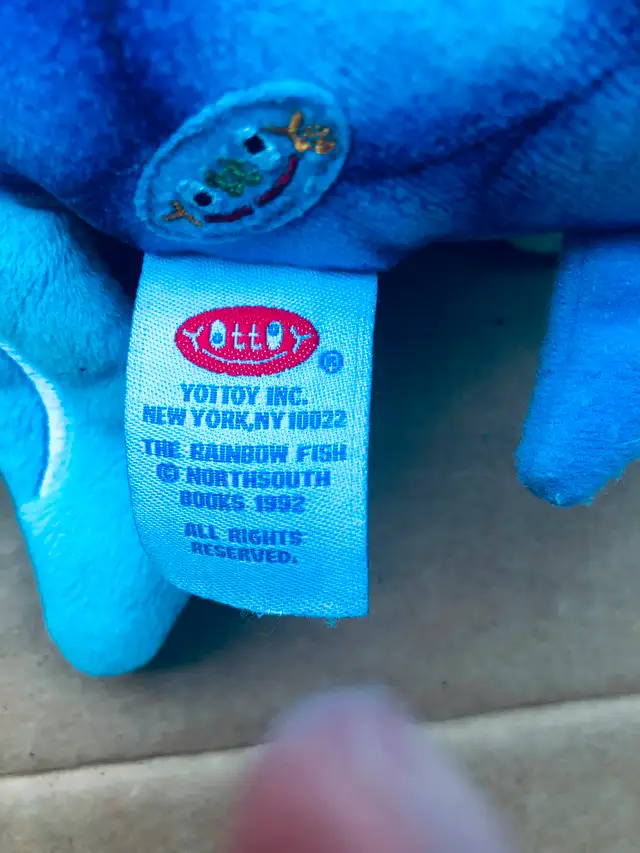 YOTTOY
®
YOTTOY INC.
NEW YORK,NY 10022
THE RAINBOW FISH
© NORTHSOUTH
BOOKS 1992
ALL RIGHTS
RESERVED.